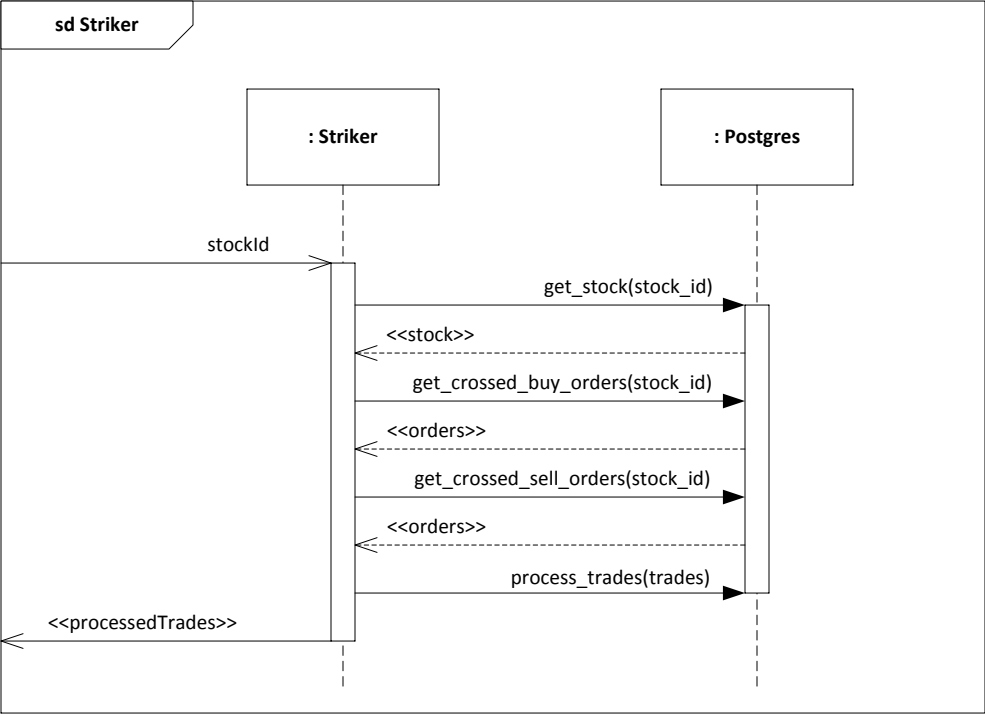 sd Striker
: Striker
: Postgres
stockId
get_stock(stock_id)
<<stock>>
get_crossed_buy_orders(stock_id)
<<orders>>
get_crossed_sell_orders(stock_id)
<<orders>>
process_trades(trades)
<<processedTrades>>